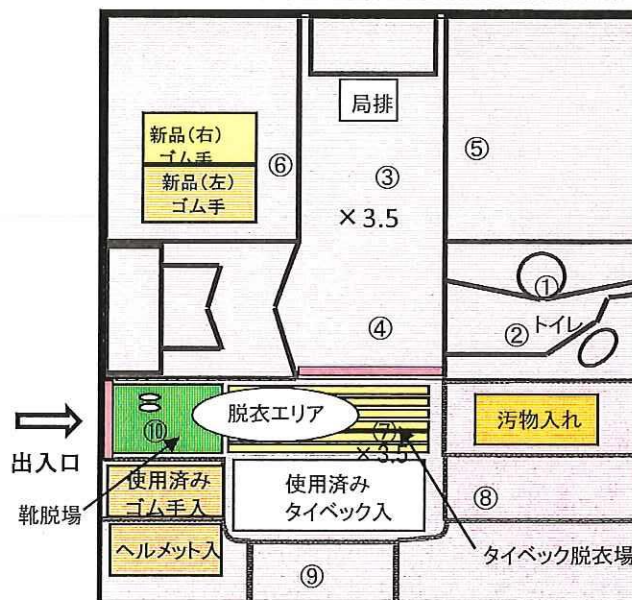 局排
新品(右)
ゴム手
新品(左)
ゴム手
⑥
③
⑤
×3.5
①
④
②
トイレ
出入口
⑩
脱衣エリア
(7)
×3.5
汚物入れ
靴脱場
使用済み
ゴム手入
使用済み
タイベック入
⑧
ヘルメット入
タイベック脱衣場
⑨